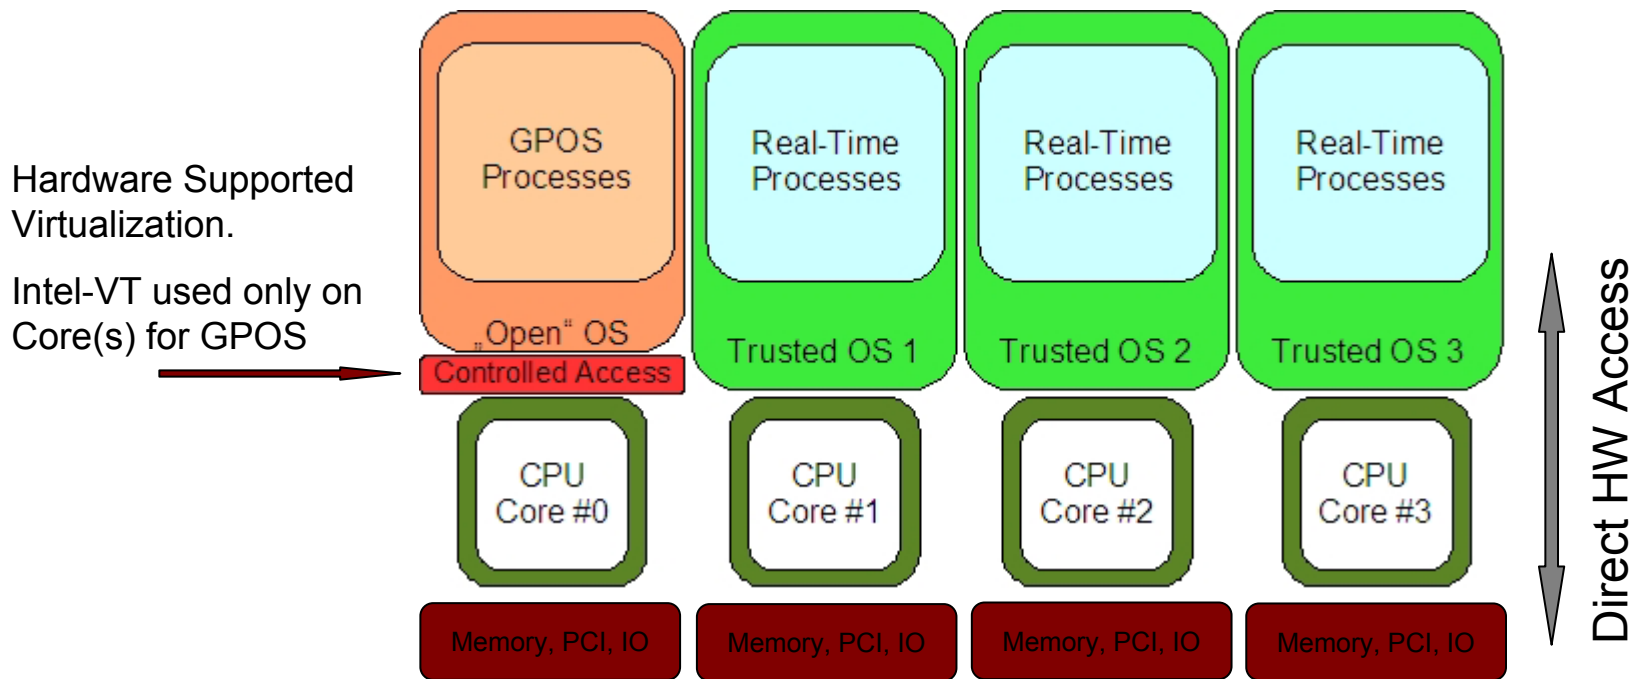 Hardware Supported
Virtualization.
Intel-VT used only on
Core(s) for GPOS
GPOS
Processes
„Open“ OS
Controlled Access
CPU
Core #0
Memory, PCI, IO
Real-Time
Processes
Trusted OS 1
CPU
Core #1
Memory, PCI, IO
Real-Time
Processes
Trusted OS 2
CPU
Core #2
Memory, PCI, IO
Real-Time
Processes
Trusted OS 3
CPU
Core #3
Memory, PCI, IO
Direct HW Access